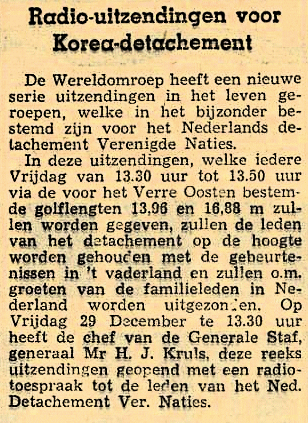 Radio-uitzendingen voor
Korea-detachement
De Wereldomroep heeft een nieuwe
serie uitzendingen in het leven ge-
roepen, welke in het bijzonder be-
stemd zijn voor het Nederlands de-
tachement Verenigde Naties.
In deze uitzendingen, welke iedere
Vrijdag van 13.30 uur tot 13.50 uur
via de voor het Verre Oosten bestem-
de golflengten 13,96 en 16,88 m zul-
len worden gegeven, zullen de leden
van het detachement op de hoogte
worden gehouden met de gebeurte-
nissen in 't vaderland en zullen o.m.
groeten van de familieleden in Ne-
derland worden uitgezonden. Op
Vrijdag 29 December te 13.30 uur
heeft de chef van de Generale Staf,
generaal Mr H. J. Kruls, deze reeks
uitzendingen geopend met een radio-
toespraak tot de leden van het Ned.
Detachement Ver. Naties.